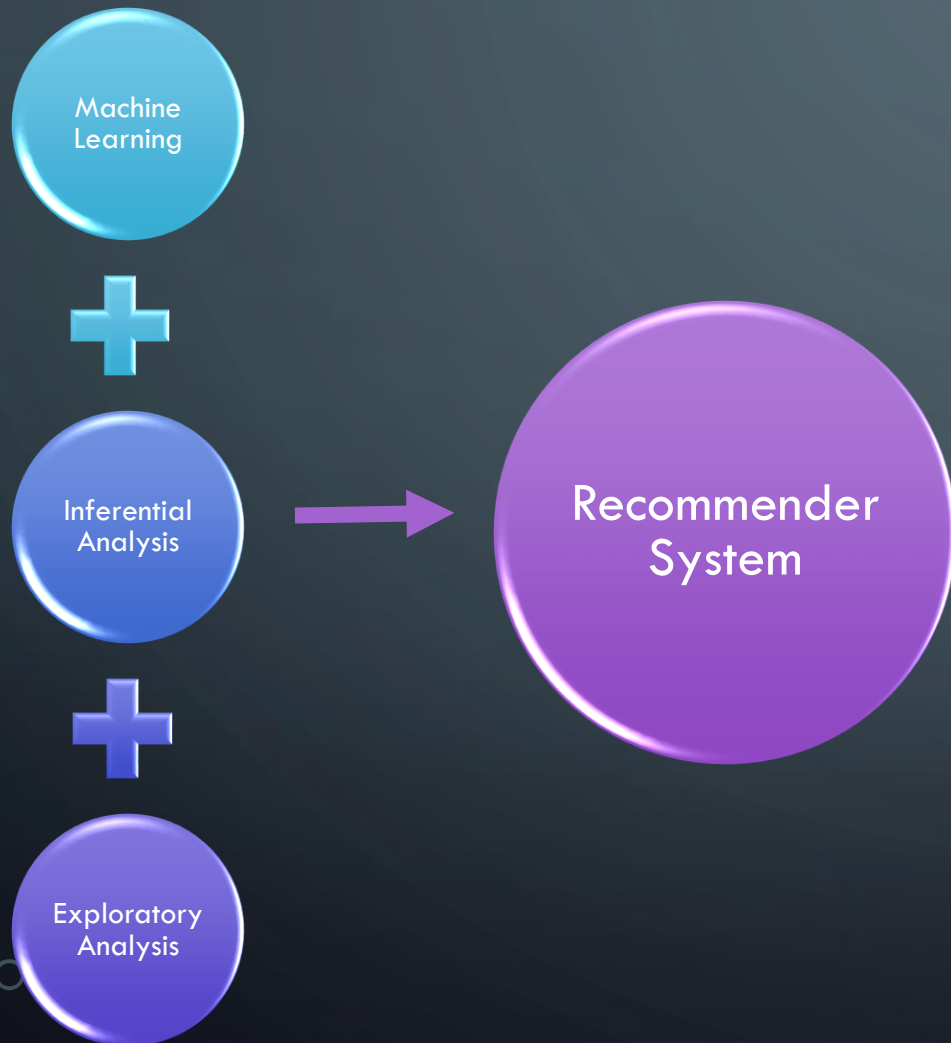 Machine
Learning
Inferential
Analysis
Exploratory
Analysis
Recommender
System